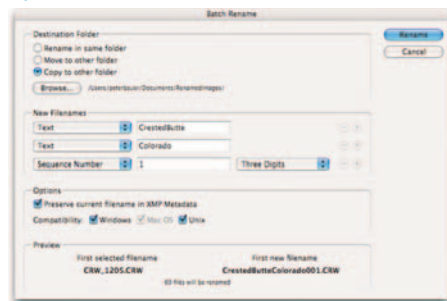 Batch Rename
Destination Folder
Rename in same folder
Move to other folder
Copy to other folder
Browse... /Users/peterbauer/Documents/RenamedImages/
Rename
Cancel
New Filenames
Text CrestedButte
Text Colorado
Sequence Number 1 Three Digits
Options
Preserve current filename in XMP Metadata
Compatibility: Windows Mac OS Unix
Preview
First selected filename First new filename
CRW_1205.CRW CrestedButteColorado001.CRW
60 files will be renamed